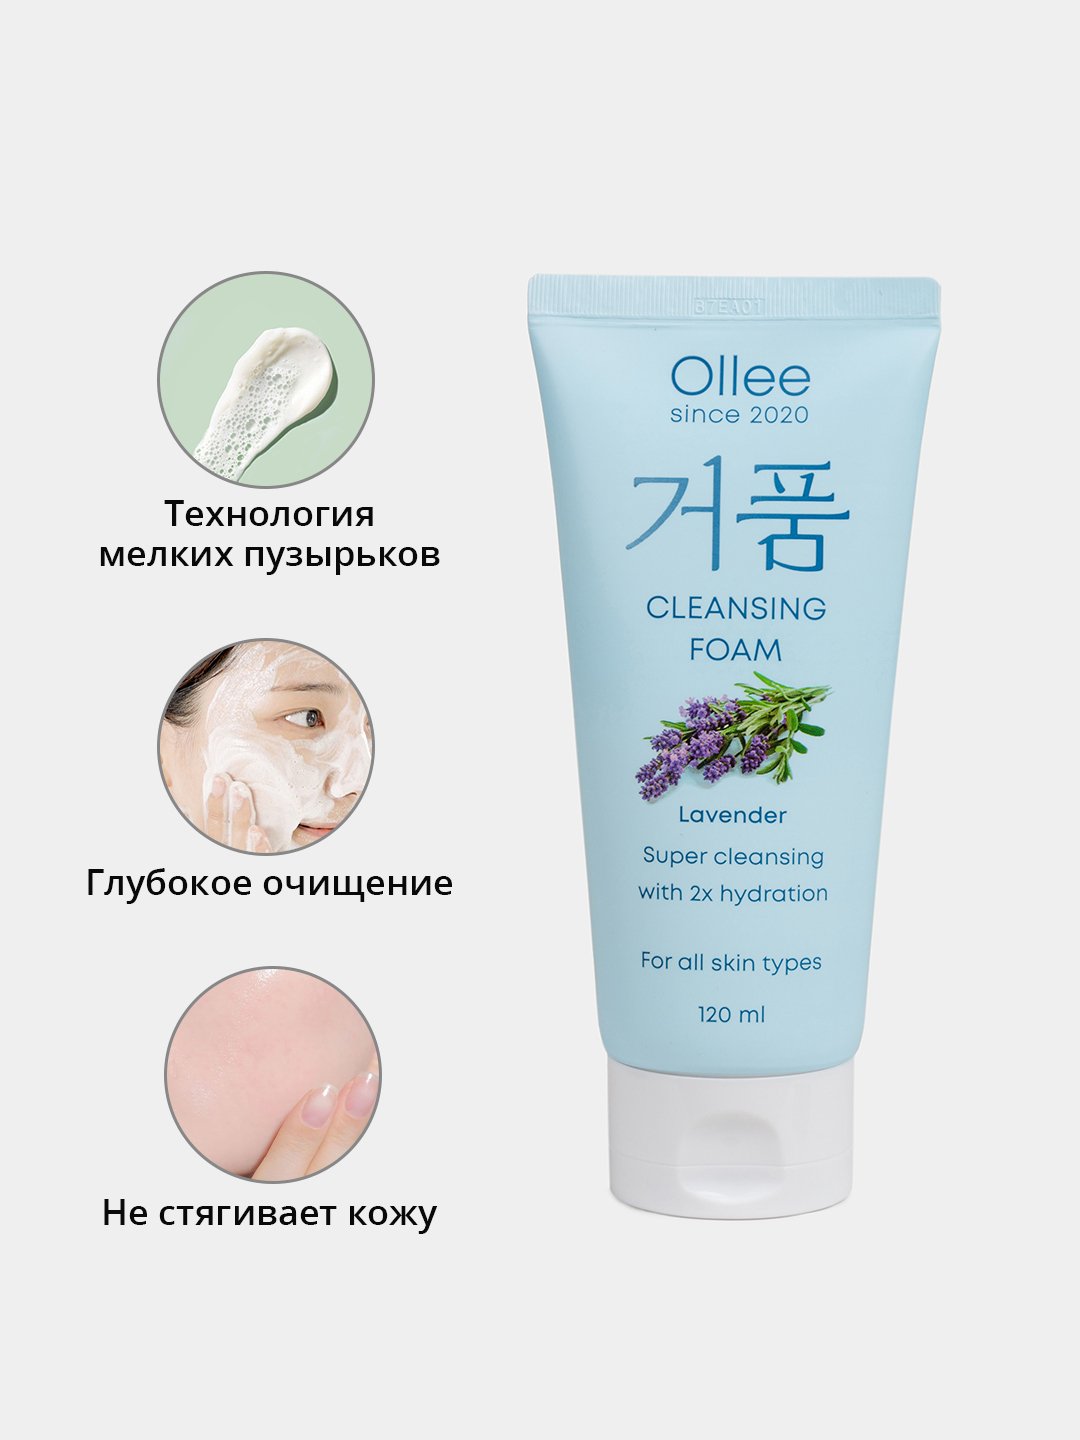 Технология
мелких пузырьков
Глубокое очищение
Не стягивает кожу
B7EA01
Ollee
since 2020
거품
CLEANSING
FOAM
Lavender
Super cleansing
with 2x hydration
For all skin types
120 ml